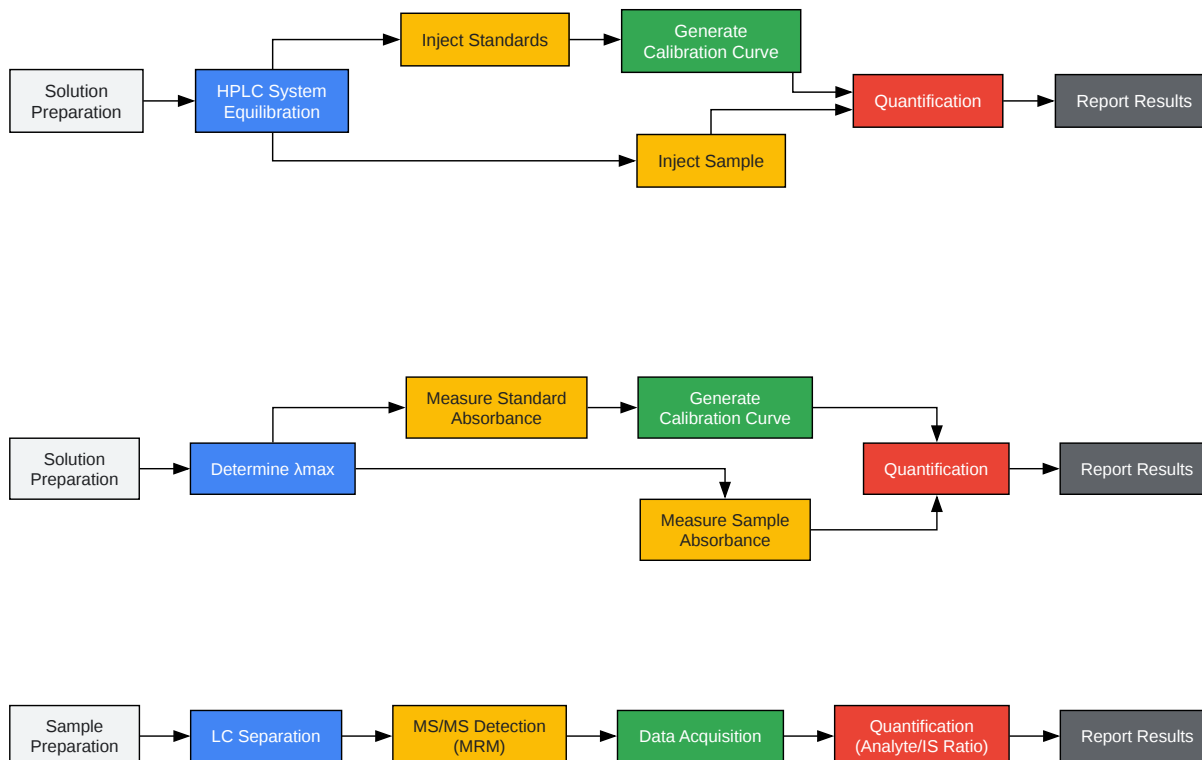 Solution
Preparation
HPLC System
Equilibration
Inject Standards
Generate
Calibration Curve
Inject Sample
Quantification
Report Results
Solution
Preparation
Determine λmax
Measure Standard
Absorbance
Generate
Calibration Curve
Measure Sample
Absorbance
Quantification
Report Results
Sample
Preparation
LC Separation
MS/MS Detection
(MRM)
Data Acquisition
Quantification
(Analyte/IS Ratio)
Report Results